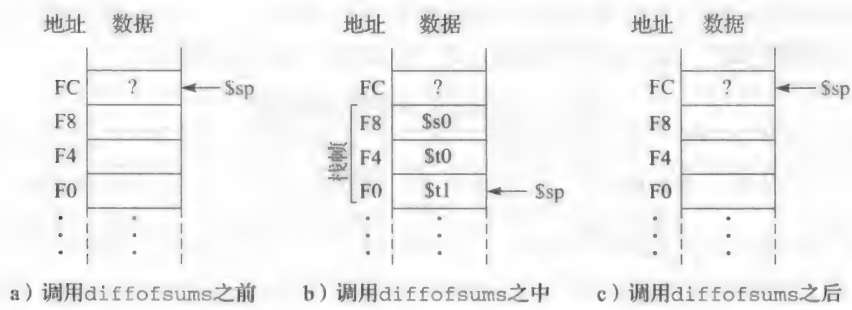 地址 数据 地址 数据 地址 数据
FC ? $sp FC ? FC ? $sp
F8 F8 $s0 F8
F4 F4 $t0 F4
F0 F0 $t1 $sp F0
栈帧
a）调用diffofsums之前 b）调用diffofsums之中 c）调用diffofsums之后